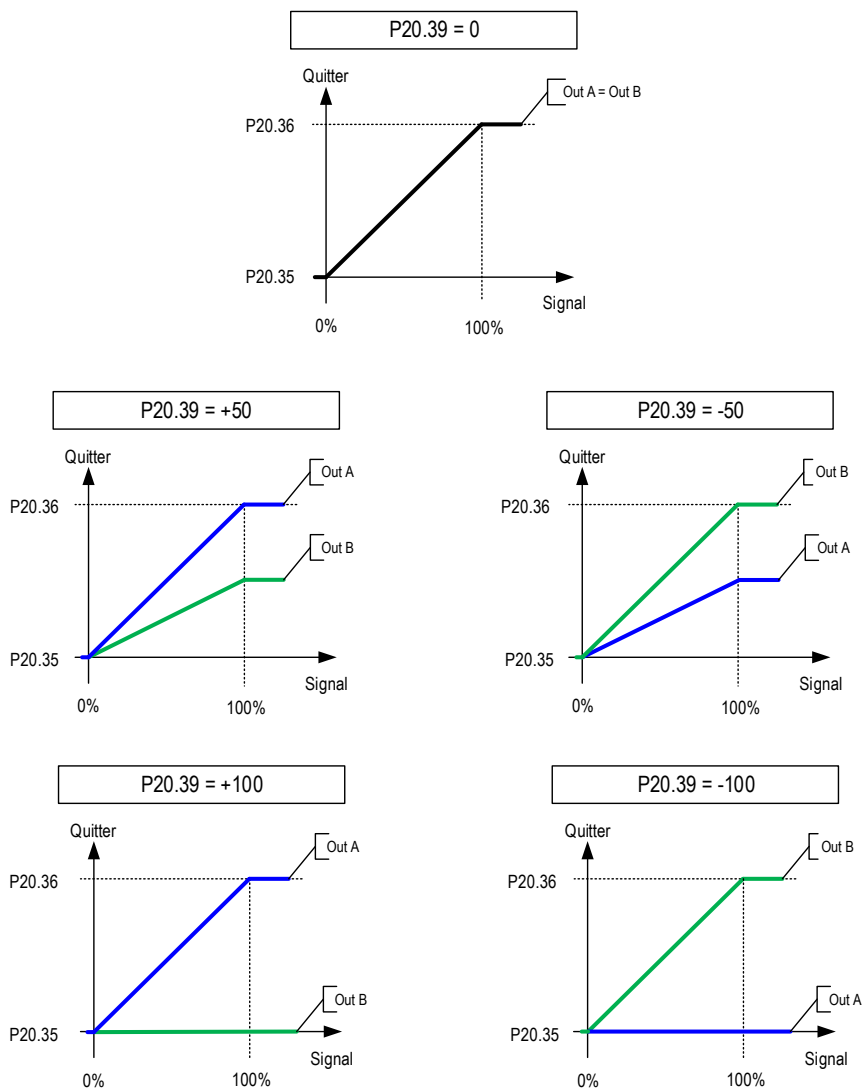 P20.39 = 0
Quitter
Out A = Out B
P20.36
P20.35
Signal
0%
100%
P20.39 = +50
Quitter
Out A
P20.36
Out B
P20.35
Signal
0%
100%
P20.39 = -50
Quitter
Out B
P20.36
Out A
P20.35
Signal
0%
100%
P20.39 = +100
Quitter
Out A
P20.36
Out B
P20.35
Signal
0%
100%
P20.39 = -100
Quitter
Out B
P20.36
Out A
P20.35
Signal
0%
100%